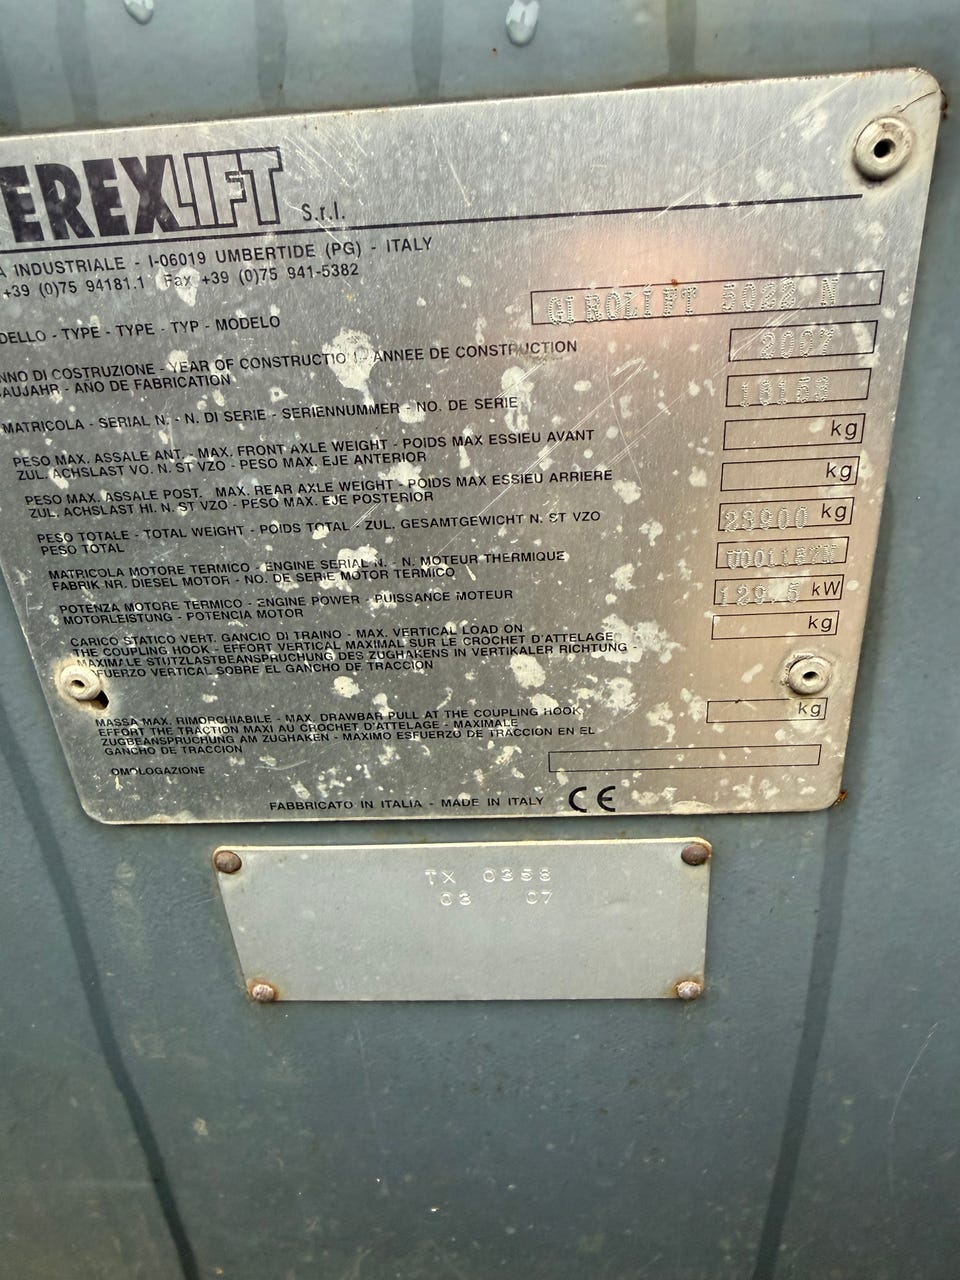 EREXLIFT S.r.l.
A INDUSTRIALE - I-06019 UMBERTIDE (PG) - ITALY
+39 (0)75 94181.1 Fax +39 (0)75 941-5382
DELLO - TYPE - TYPE - TYP - MODELO GIROLIFT 5022 N
NNO DI COSTRUZIONE - YEAR OF CONSTRUCTION - ANNEE DE CONSTRUCTION 2007
BAUJAHR - AÑO DE FABRICATION
MATRICOLA - SERIAL N. - N. DI SERIE - SERIENNUMMER - NO. DE SERIE 18153
PESO MAX. ASSALE ANT. - MAX. FRONT AXLE WEIGHT - POIDS MAX ESSIEU AVANT kg
ZUL. ACHSLAST VO. N. ST VZO - PESO MAX. EJE ANTERIOR
PESO MAX. ASSALE POST. MAX. REAR AXLE WEIGHT - POIDS MAX ESSIEU ARRIERE kg
ZUL. ACHSLAST HI. N. ST VZO - PESO MAX. EJE POSTERIOR
PESO TOTALE - TOTAL WEIGHT - POIDS TOTAL - ZUL. GESAMTGEWICHT N. ST VZO 23900 kg
PESO TOTAL
MATRICOLA MOTORE TERMICO - ENGINE SERIAL N. - N. MOTEUR THERMIQUE
FABRIK NR. DIESEL MOTOR - NO. DE SERIE MOTOR TERMICO
POTENZA MOTORE TERMICO - ENGINE POWER - PUISSANCE MOTEUR 129.5 kW
MOTORLEISTUNG - POTENCIA MOTOR
CARICO STATICO VERT. GANCIO DI TRAINO - MAX. VERTICAL LOAD ON kg
THE COUPLING HOOK - EFFORT VERTICAL MAXIMAL SUR LE CROCHET D'ATTELAGE
MAXIMALE STUTZLASTBEANSPRUCHUNG DES ZUGHAKENS IN VERTIKALER RICHTUNG -
ESFUERZO VERTICAL SOBRE EL GANCHO DE TRACCION
MASSA MAX. RIMORCHIABILE - MAX. DRAWBAR PULL AT THE COUPLING HOOK kg
EFFORT THE TRACTION MAXI AU CROCHET D'ATTELAGE - MAXIMALE
ZUGBEANSPRUCHUNG AM ZUGHAKEN - MAXIMO ESFUERZO DE TRACCION EN EL
GANCHO DE TRACCION
OMOLOGAZIONE
FABBRICATO IN ITALIA - MADE IN ITALY CE
TX 0358
03 07